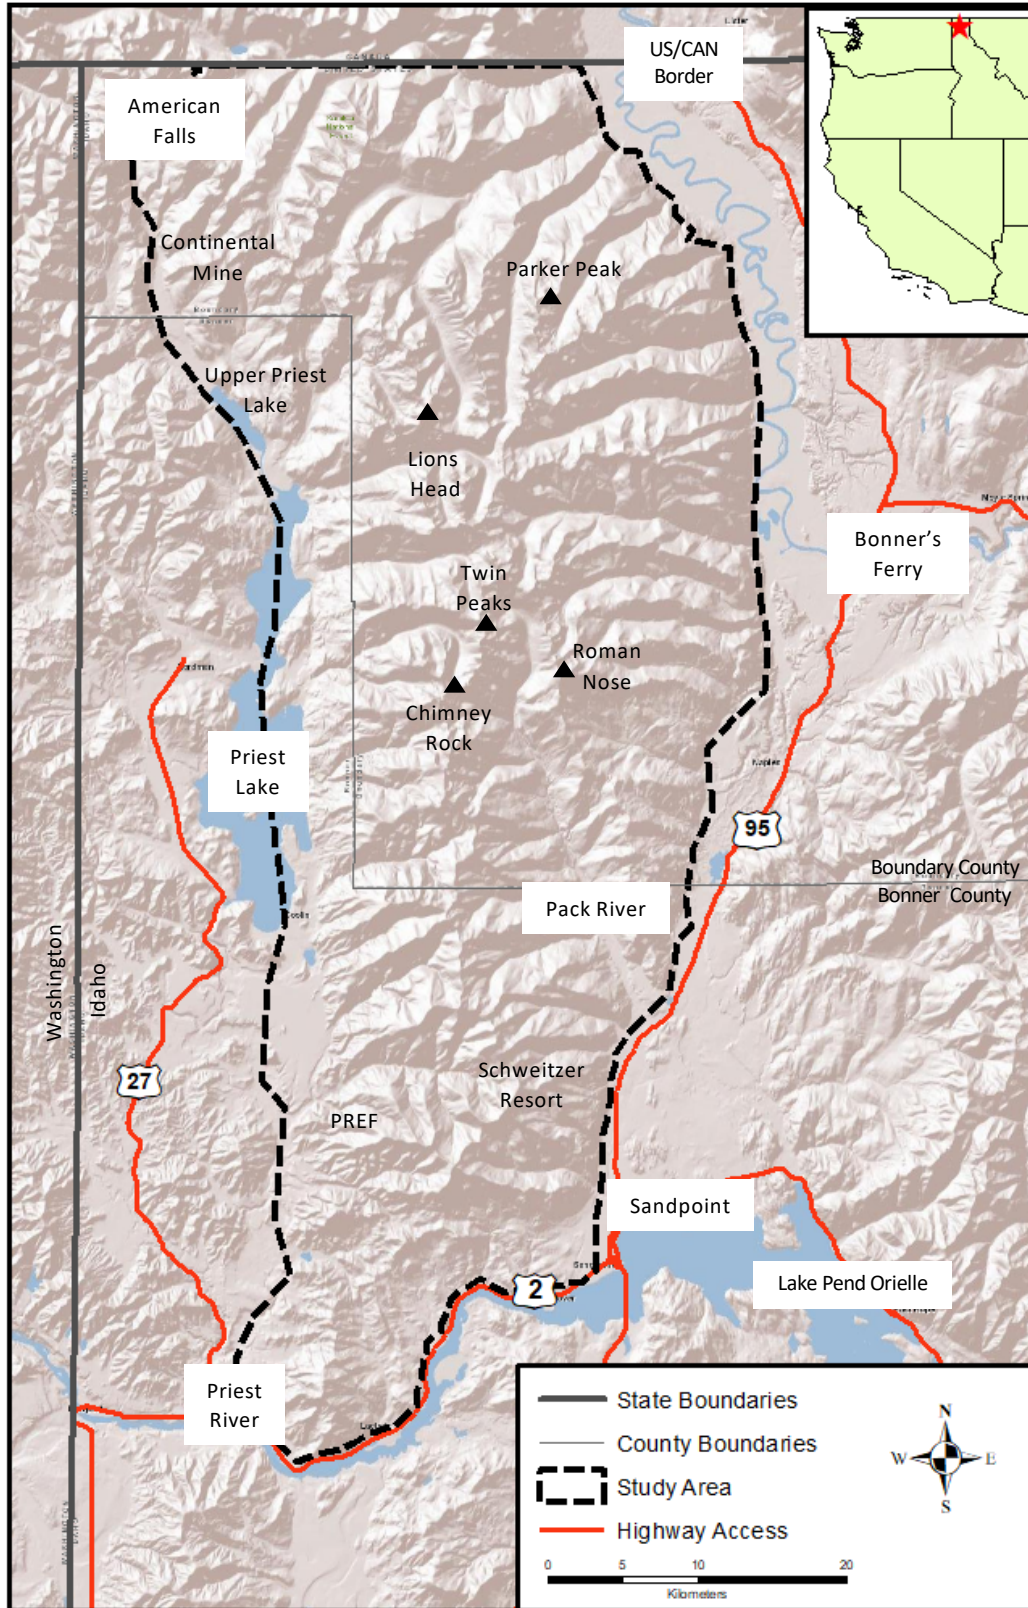 CANADA
US/CAN
Border
American
Falls
Continental
Mine
Parker Peak
Upper Priest
Lake
Lions
Head
Bonner's
Ferry
Twin
Peaks
Roman
Nose
Chimney
Rock
Priest
Lake
Naples
95
Boundary County
Bonner County
Pack River
Washington
Idaho
Schweitzer
Resort
27
PREF
Sandpoint
Lake Pend Orielle
2
Priest
River
State Boundaries
County Boundaries
Study Area
Highway Access
0 5 10 20
Kilometers
N
W E
S